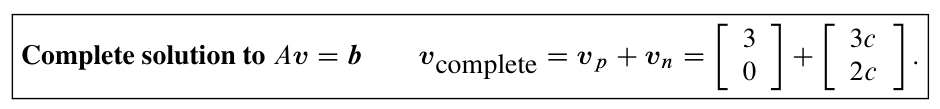 Complete solution to Av = b v_complete = v_p + v_n = [ 3 0 ] + [ 3c 2c ].